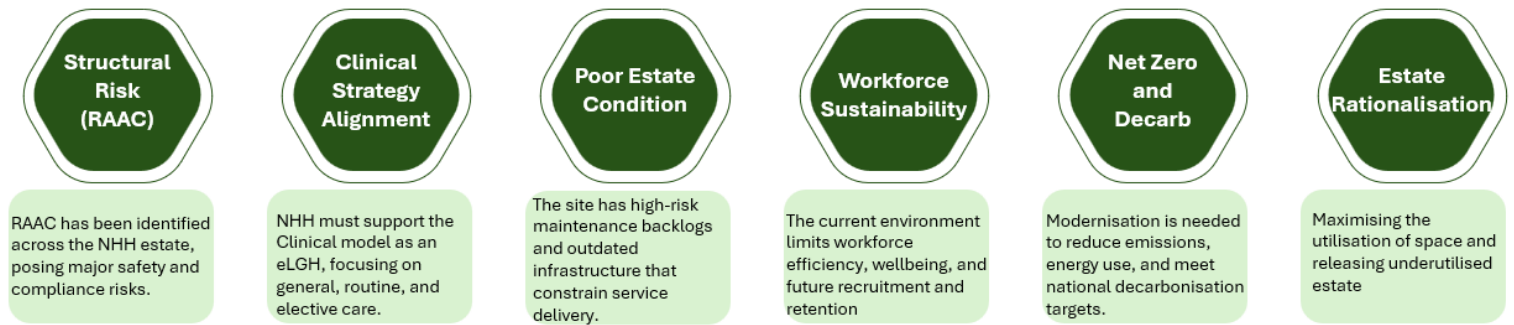 Structural
Risk
(RAAC)
RAAC has been identified
across the NHH estate,
posing major safety and
compliance risks.
Clinical
Strategy
Alignment
NHH must support the
Clinical model as an
eLGH, focusing on
general, routine, and
elective care.
Poor Estate
Condition
The site has high-risk
maintenance backlogs
and outdated
infrastructure that
constrain service
delivery.
Workforce
Sustainability
The current environment
limits workforce
efficiency, wellbeing, and
future recruitment and
retention
Net Zero
and
Decarb
Modernisation is needed
to reduce emissions,
energy use, and meet
national decarbonisation
targets.
Estate
Rationalisation
Maximising the
utilisation of space and
releasing underutilised
estate